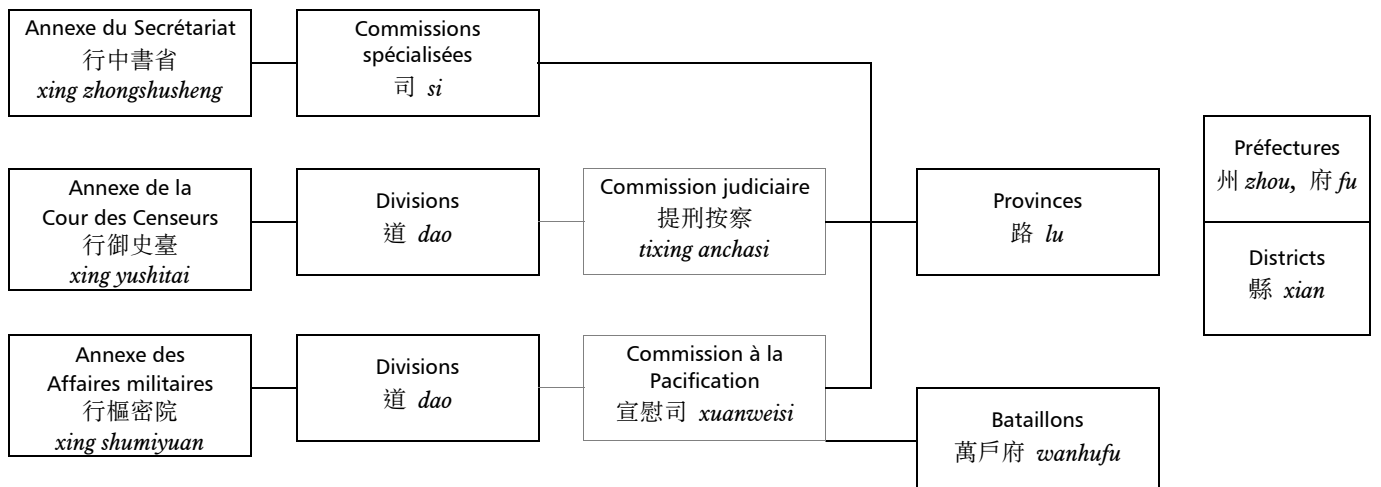 Annexe du Secrétariat
行中書省
xing zhongshusheng
Commissions
spécialisées
司 si
Annexe de la
Cour des Censeurs
行御史臺
xing yushitai
Divisions
道 dao
Commission judiciaire
提刑按察
tixing anchasi
Provinces
路 lu
Préfectures
州 zhou, 府 fu
Districts
縣 xian
Annexe des
Affaires militaires
行樞密院
xing shumiyuan
Divisions
道 dao
Commission à la
Pacification
宣慰司 xuanweisi
Bataillons
萬戶府 wanhufu